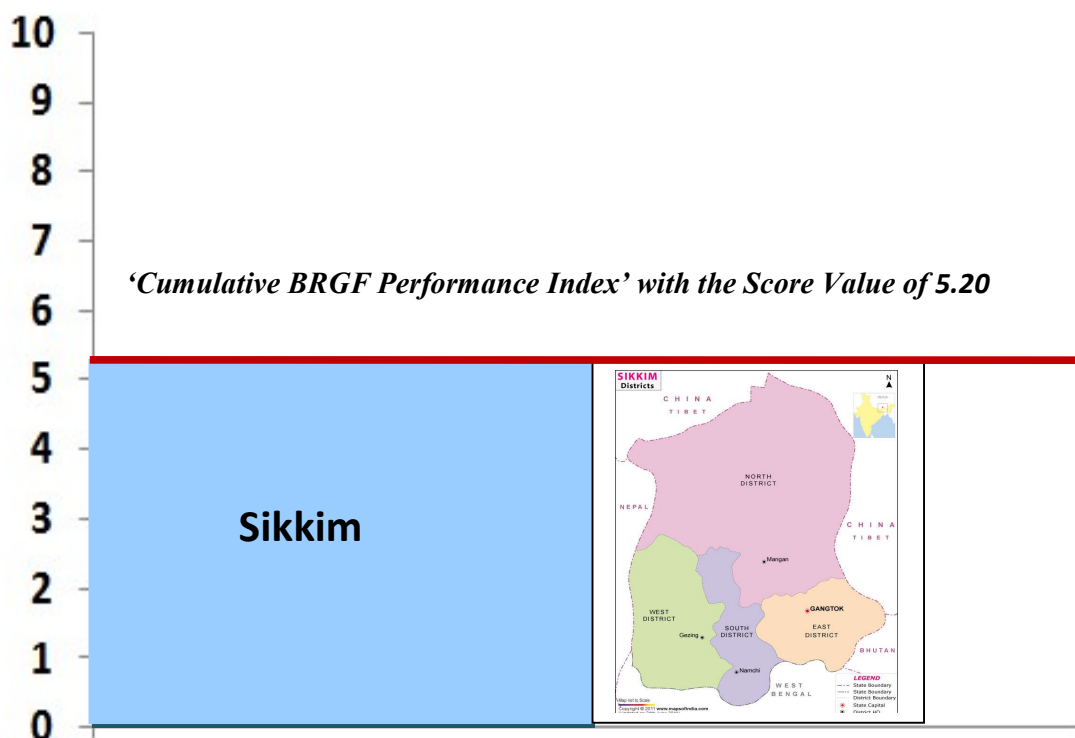 10
9
8
7
‘Cumulative BRGF Performance Index’ with the Score Value of 5.20
6
5
4
3
2
1
0
Sikkim
SIKKIM
Districts
N
CHINA
TIBET
NORTH
DISTRICT
NEPAL
CHINA
TIBET
Mangan
WEST
DISTRICT
Gezing
SOUTH
DISTRICT
GANGTOK
EAST
DISTRICT
BHUTAN
Namchi
WEST
BENGAL
LEGEND
State Boundary
State Boundary
District Boundary
State Capital
District HQ
Map not to Scale
Copyright © 2011 www.mapsofindia.com